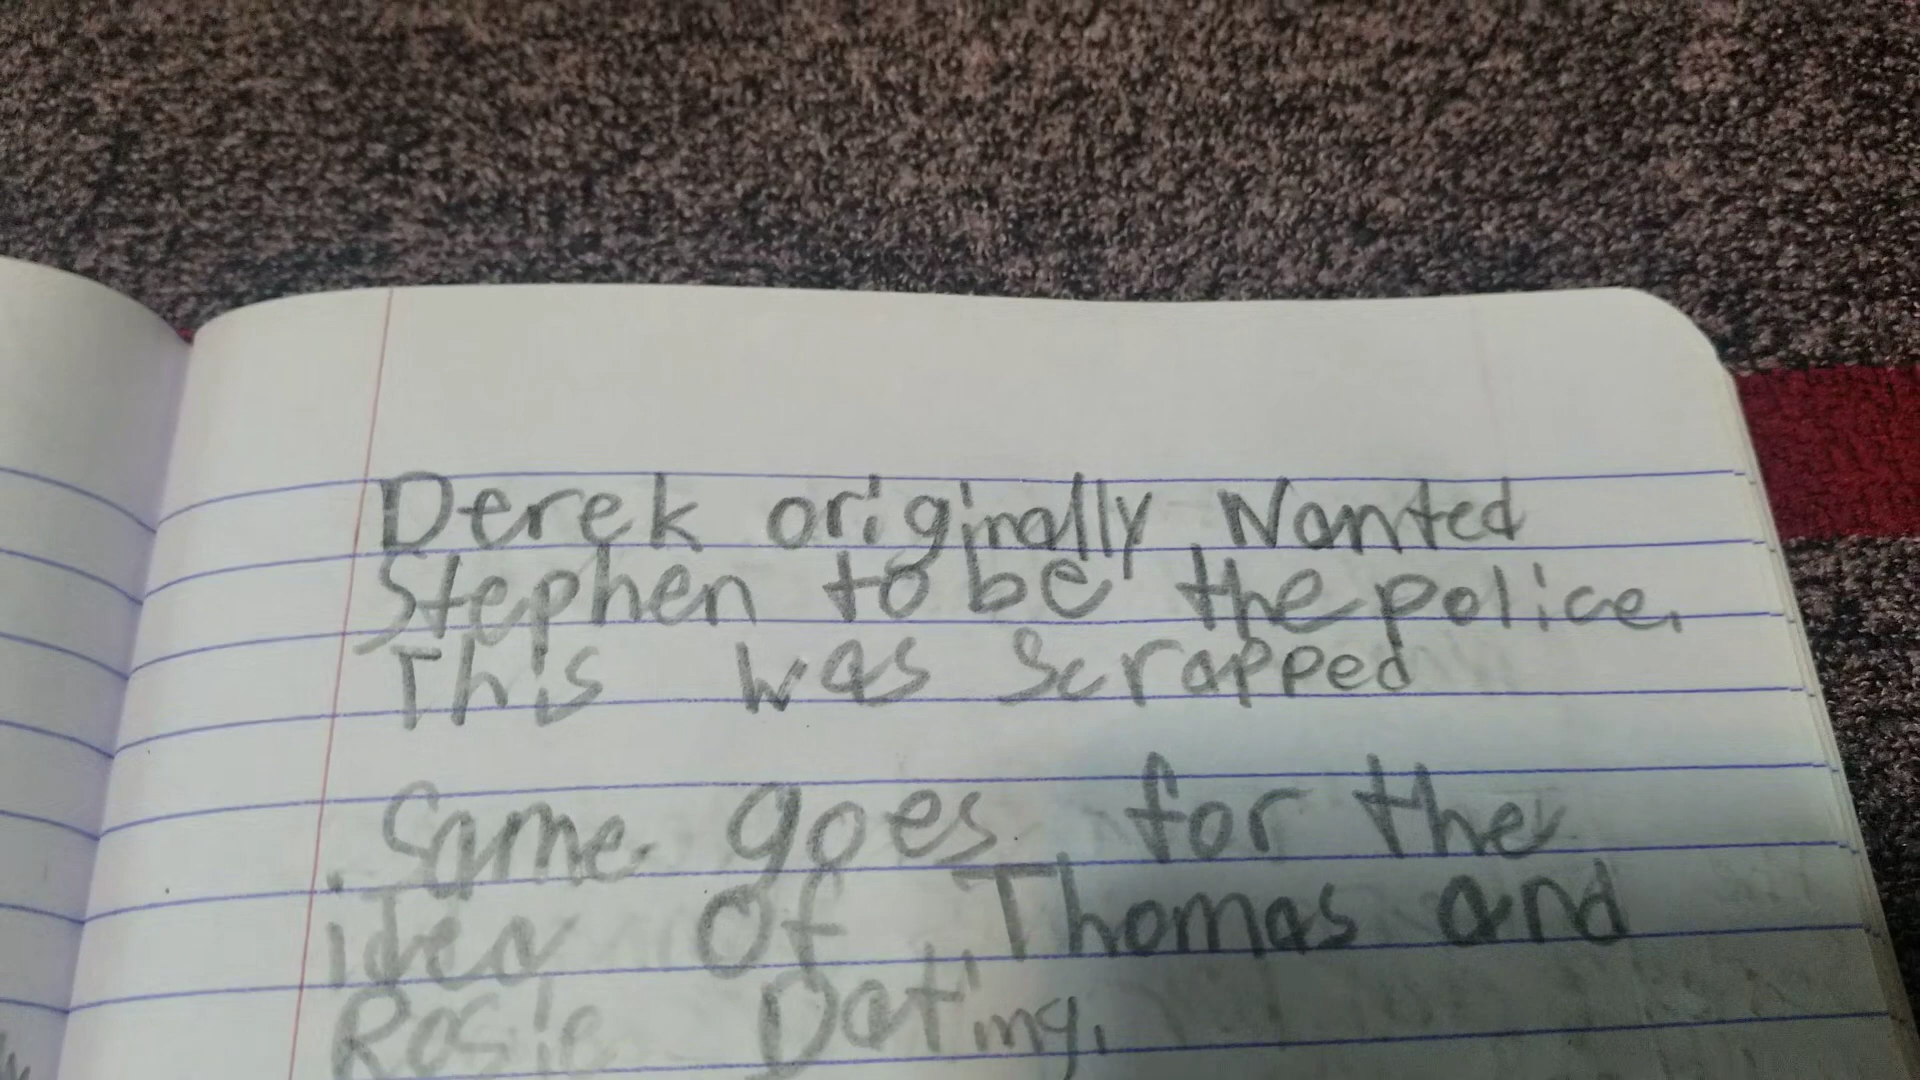 Derek originally Wanted
Stephen to be the police.
This was Scrapped
Same goes for the
idea Of Thomas and
Rosie Dating.